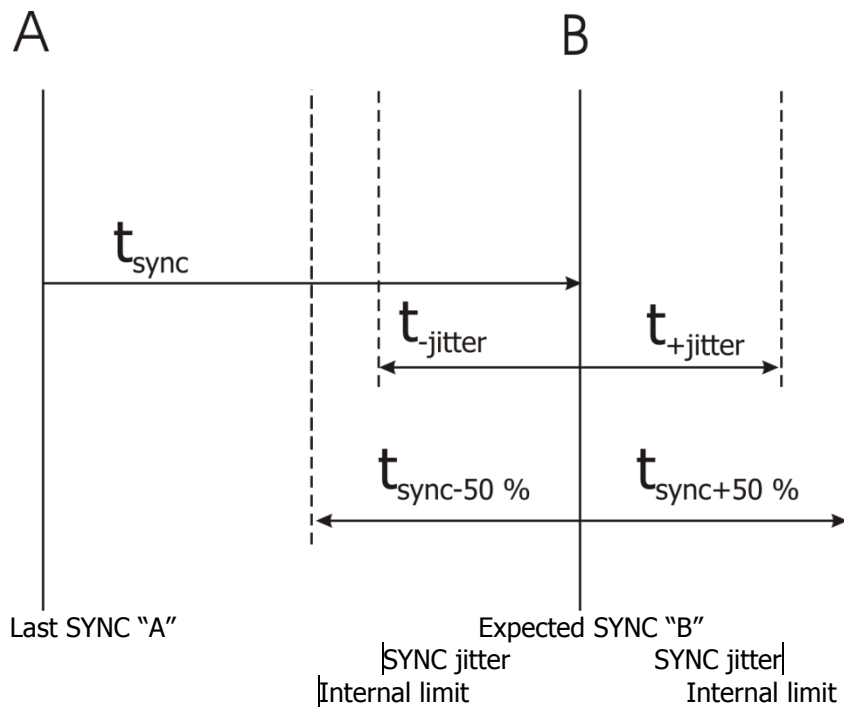 A
B
tsync
t-jitter
t+jitter
tsync-50 %
tsync+50 %
Last SYNC “A”
Expected SYNC “B”
SYNC jitter
SYNC jitter
Internal limit
Internal limit